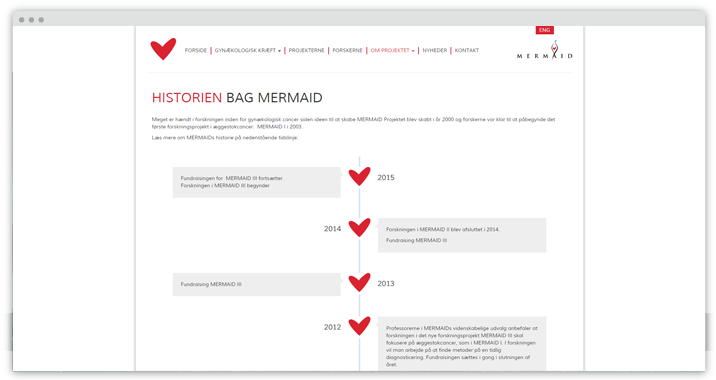 ENG
FORSIDE GYNÆKOLOGISK KRÆFT PROJEKTERNE FORSKERNE OM PROJEKTET NYHEDER KONTAKT
MERMAID
HISTORIEN BAG MERMAID
Meget er hændt i forskningen inden for gynækologisk cancer siden ideen til at skabe MERMAID Projektet blev skabt i år 2000 og forskerne var klar til at påbegynde det
første forskningsprojekt i æggestokcancer: MERMAID I i 2003.
Læs mere om MERMAIDs historie på nedenstående tidslinje.
Fundraisingen for MERMAID III fortsætter
Forskningen i MERMAID III begynder
2015
2014
Forskningen i MERMAID II blev afsluttet i 2014.
Fundraising MERMAID III
Fundraising MERMAID III
2013
2012
Professorerne i MERMAIDs videnskabelige udvalg anbefaler at
forskningen i det nye forskningsprojekt MERMAID III skal
fokusere på æggestokcancer, som i MERMAID I. I forskningen
vil man arbejde på at finde metoder på en tidlig
diagnosticering. Fundraisingen sættes i gang i slutningen af
året.